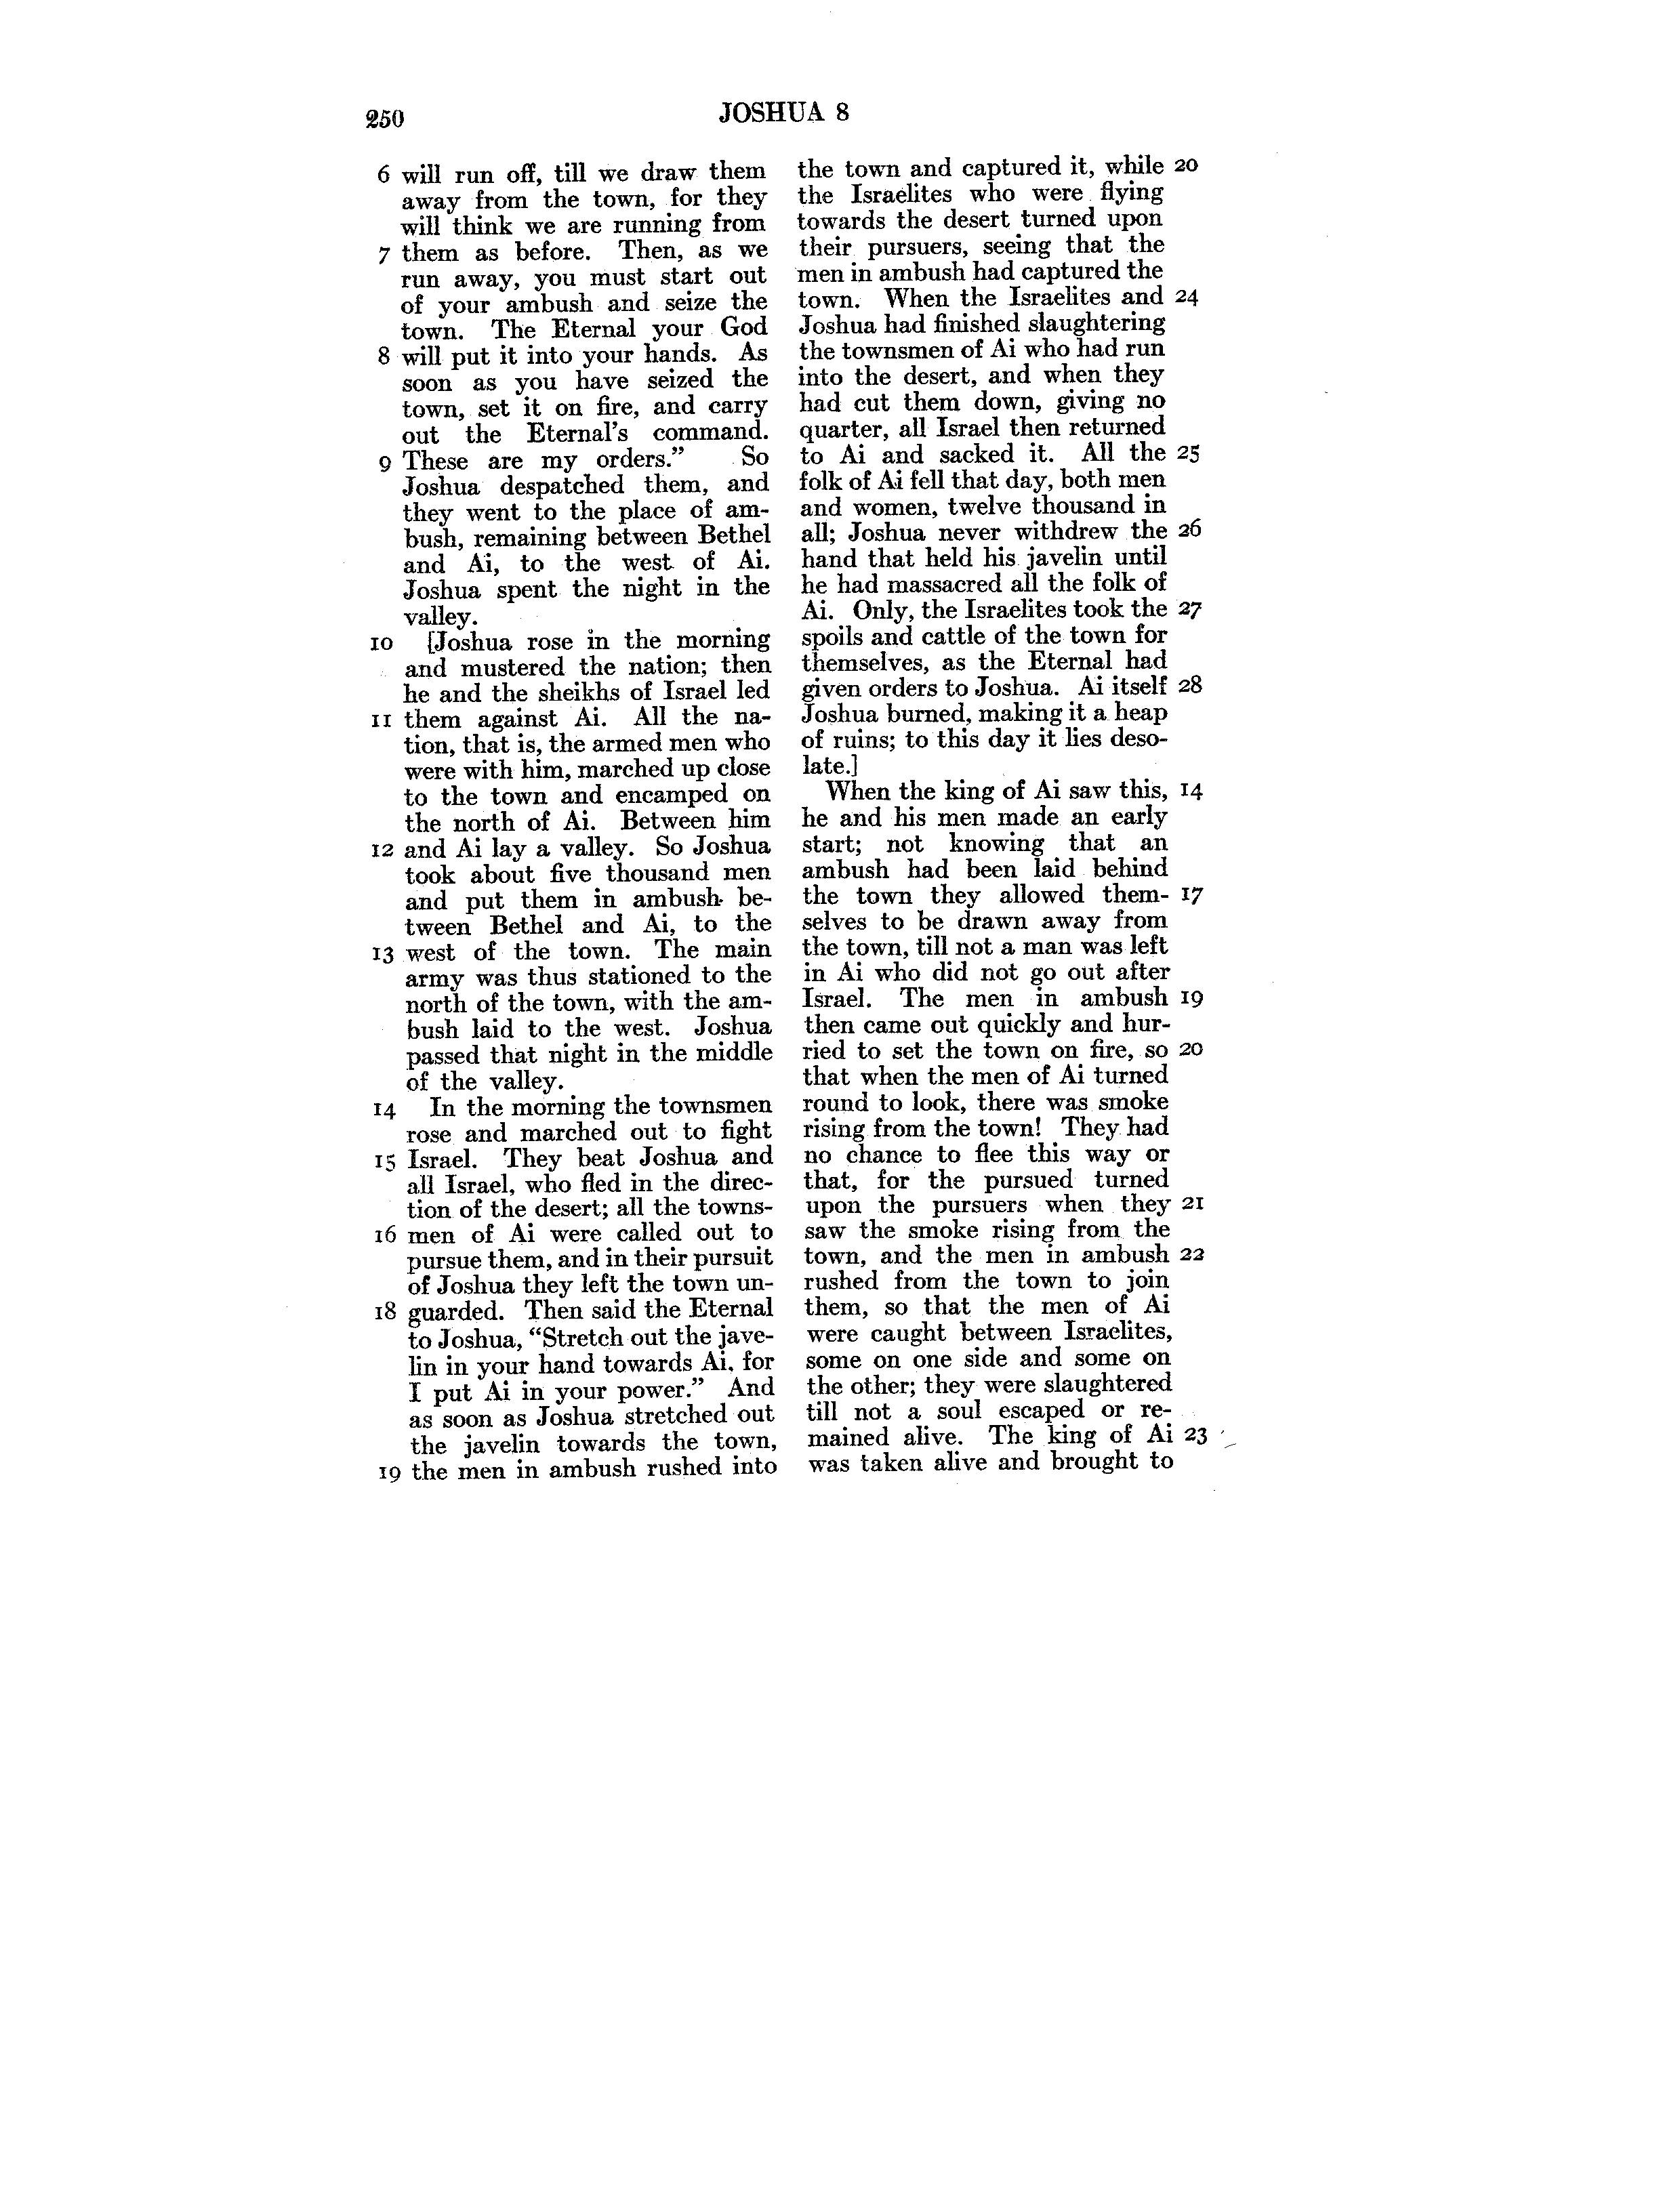 250
JOSHUA 8
6 will run off, till we draw them
away from the town, for they
will think we are running from
7 them as before. Then, as we
run away, you must start out
of your ambush and seize the
town. The Eternal your God
8 will put it into your hands. As
soon as you have seized the
town, set it on fire, and carry
out the Eternal's command.
9 These are my orders.” So
Joshua despatched them, and
they went to the place of am-
bush, remaining between Bethel
and Ai, to the west of Ai.
Joshua spent the night in the
valley.
10 [Joshua rose in the morning
and mustered the nation; then
he and the sheikhs of Israel led
11 them against Ai. All the na-
tion, that is, the armed men who
were with him, marched up close
to the town and encamped on
the north of Ai. Between him
12 and Ai lay a valley. So Joshua
took about five thousand men
and put them in ambush be-
tween Bethel and Ai, to the
13 west of the town. The main
army was thus stationed to the
north of the town, with the am-
bush laid to the west. Joshua
passed that night in the middle
of the valley.
14 In the morning the townsmen
rose and marched out to fight
15 Israel. They beat Joshua and
all Israel, who fled in the direc-
tion of the desert; all the towns-
16 men of Ai were called out to
pursue them, and in their pursuit
of Joshua they left the town un-
18 guarded. Then said the Eternal
to Joshua, “Stretch out the jave-
lin in your hand towards Ai, for
I put Ai in your power.” And
as soon as Joshua stretched out
the javelin towards the town,
19 the men in ambush rushed into
the town and captured it, while 20
the Israelites who were flying
towards the desert turned upon
their pursuers, seeing that the
men in ambush had captured the
town. When the Israelites and 24
Joshua had finished slaughtering
the townsmen of Ai who had run
into the desert, and when they
had cut them down, giving no
quarter, all Israel then returned
to Ai and sacked it. All the 25
folk of Ai fell that day, both men
and women, twelve thousand in
all; Joshua never withdrew the 26
hand that held his javelin until
he had massacred all the folk of
Ai. Only, the Israelites took the 27
spoils and cattle of the town for
themselves, as the Eternal had
given orders to Joshua. Ai itself 28
Joshua burned, making it a heap
of ruins; to this day it lies deso-
late.]
When the king of Ai saw this, 14
he and his men made an early
start; not knowing that an
ambush had been laid behind
the town they allowed them- 17
selves to be drawn away from
the town, till not a man was left
in Ai who did not go out after
Israel. The men in ambush 19
then came out quickly and hur-
ried to set the town on fire, so 20
that when the men of Ai turned
round to look, there was smoke
rising from the town! They had
no chance to flee this way or
that, for the pursued turned
upon the pursuers when they 21
saw the smoke rising from the
town, and the men in ambush 22
rushed from the town to join
them, so that the men of Ai
were caught between Israelites,
some on one side and some on
the other; they were slaughtered
till not a soul escaped or re-
mained alive. The king of Ai 23
was taken alive and brought to